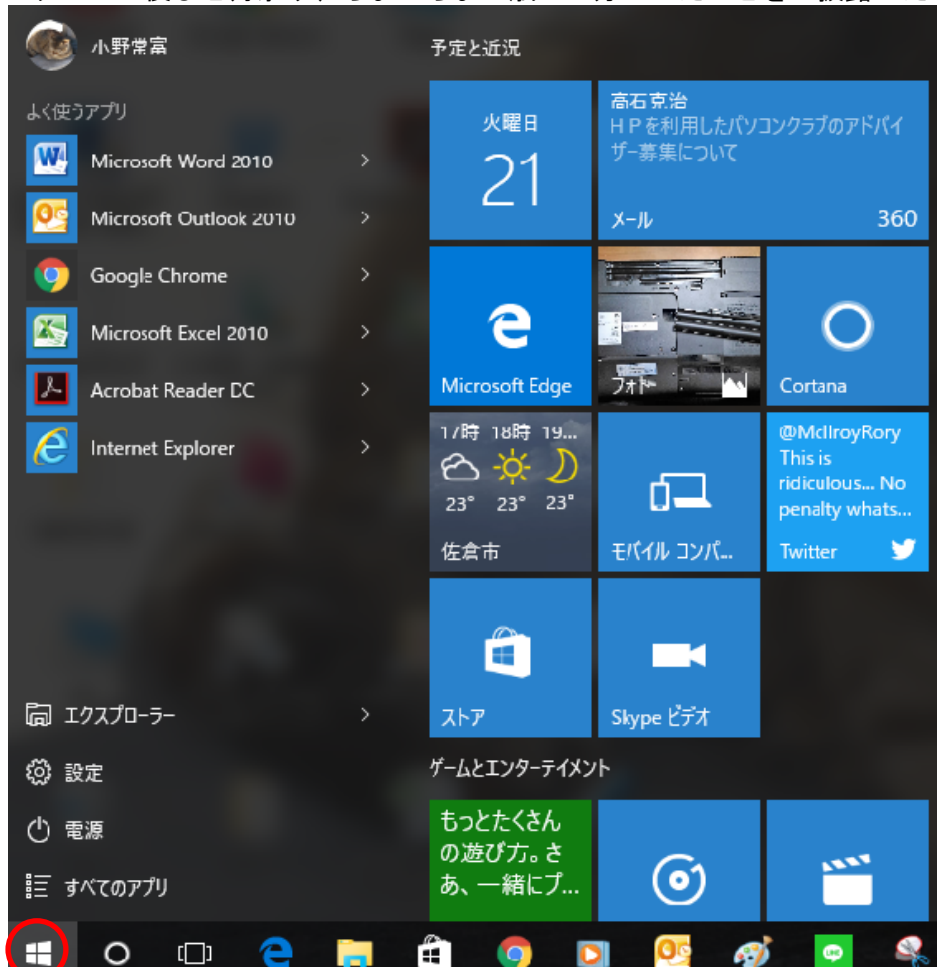 小野常富
よく使うアプリ
Microsoft Word 2010
Microsoft Outlook 2010
Google Chrome
Microsoft Excel 2010
Acrobat Reader DC
Internet Explorer
エクスプローラー
設定
電源
すべてのアプリ
予定と近況
火曜日
21
高石克治
HPを利用したパソコンクラブのアドバイ
ザー募集について
メール 360
Microsoft Edge
フォト
Cortana
17時 18時 19...
23° 23° 23°
佐倉市
モバイル コンパ...
@McIlroyRory
This is
ridiculous... No
penalty whats...
Twitter
ストア
Skype ビデオ
ゲームとエンターテイメント
もっとたくさん
の遊び方。さ
あ、一緒にプ...
LINE